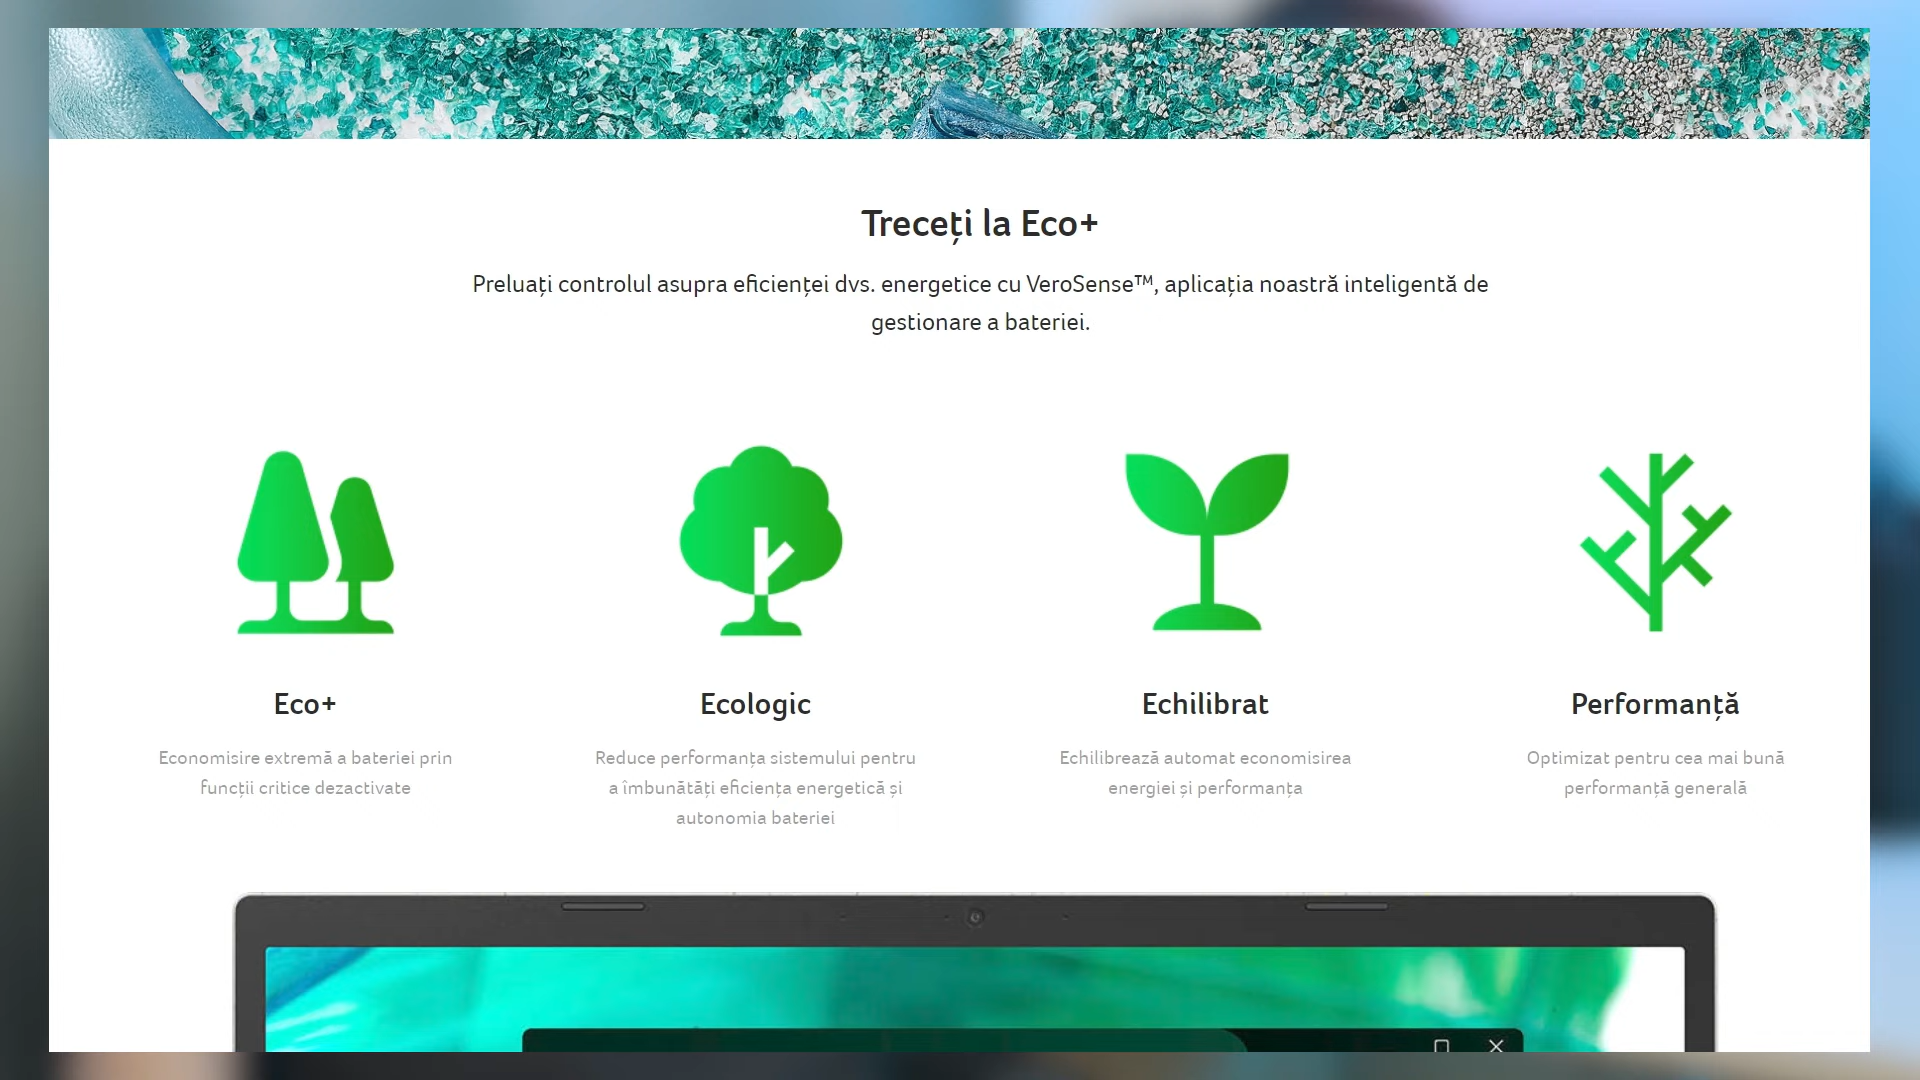 Treceți la Eco+
Preluați controlul asupra eficienței dvs. energetice cu VeroSense™, aplicația noastră inteligentă de
gestionare a bateriei.
Eco+
Economisire extremă a bateriei prin
funcții critice dezactivate
Ecologic
Reduce performanța sistemului pentru
a îmbunătăți eficiența energetică și
autonomia bateriei
Echilibrat
Echilibrează automat economisirea
energiei și performanța
Performanță
Optimizat pentru cea mai bună
performanță generală